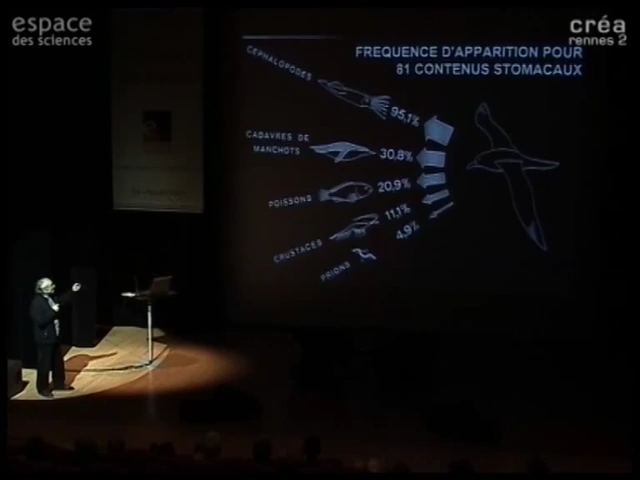 espace
des sciences
créa
rennes 2
FREQUENCE D'APPARITION POUR
81 CONTENUS STOMACAUX
CEPHALOPODES
95,1%
CADAVRES DE
MANCHOTS
30,8%
POISSONS
20,9%
CRUSTACES
11,1%
PRIONS
4,9%